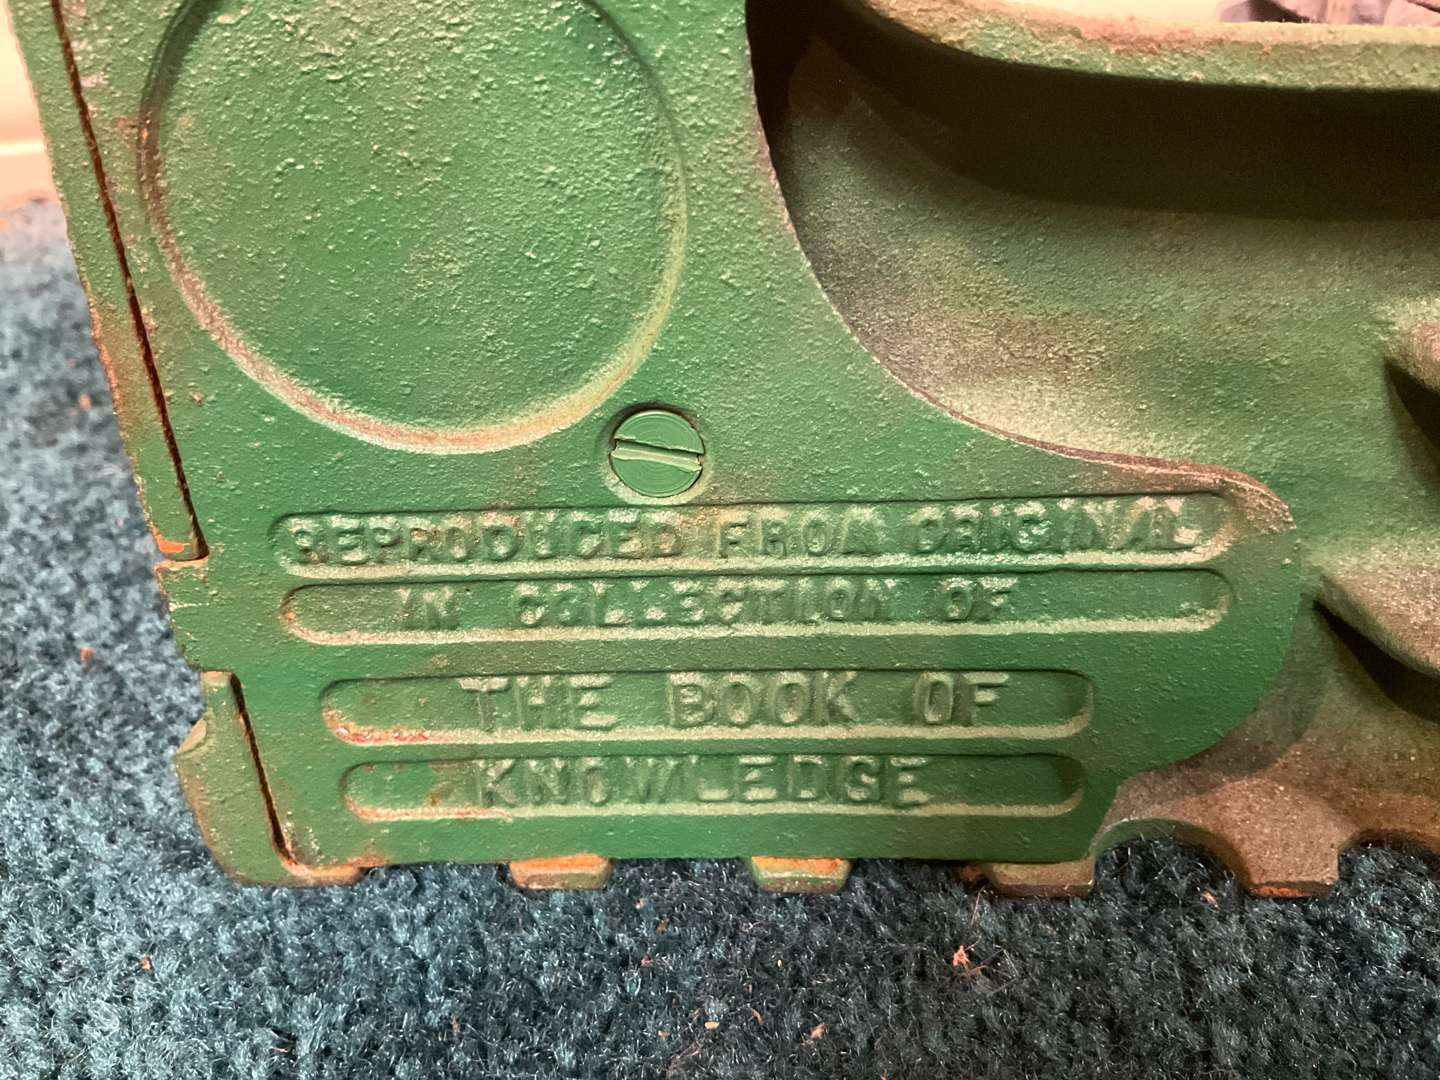 REPRODUCED FROM ORIGINAL
IN COLLECTION OF
THE BOOK OF
KNOWLEDGE